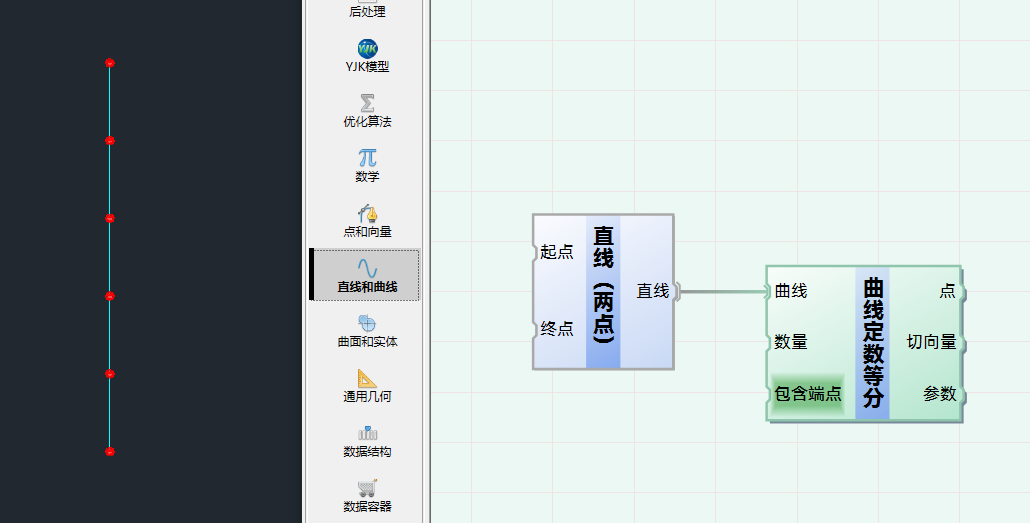 后处理
YJK
YJK模型
Σ
优化算法
π
数学
点和向量
直线和曲线
曲面和实体
通用几何
数据结构
数据容器
起点
终点
直线（两点）
直线
曲线
数量
包含端点
曲线定数等分
点
切向量
参数